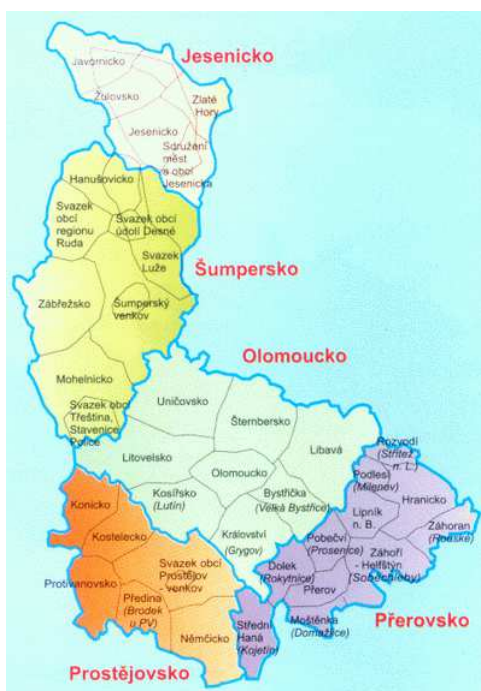 Jesenicko
Javornicko
Žulovsko
Zlaté
Hory
Jesenicko
Sdružení
měst
a obcí
Jesenicka
Hanušovicko
Svazek
obcí
regionu
Ruda
Svazek obcí
údolí Desné
Svazek
Luže
Šumpersko
Zábřežsko
Šumperský
venkov
Olomoucko
Mohelnicko
Svazek obcí
Třeština,
Stavenice,
Police
Uničovsko
Šternbersko
Litovelsko
Libavá
Olomoucko
Rozvodí
(Střítež
n. L.)
Kosířsko
(Lutín)
Bystřička
(Velká Bystřice)
Podlesí
(Milenov)
Hranicko
Konicko
Lipník
n. B.
Království
(Grygov)
Záhoran
(Rouské)
Kostelecko
Pobečví
(Prosenice)
Záhoří
- Helfštýn
(Soběchleby)
Svazek obcí
Prostějov
- venkov
Dolek
(Rokytnice)
Protivanovsko
Předina
(Brodek
u PV)
Přerov
Moštěnka
(Domaželice)
Střední
Haná
(Kojetín)
Němčicko
Přerovsko
Prostějovsko